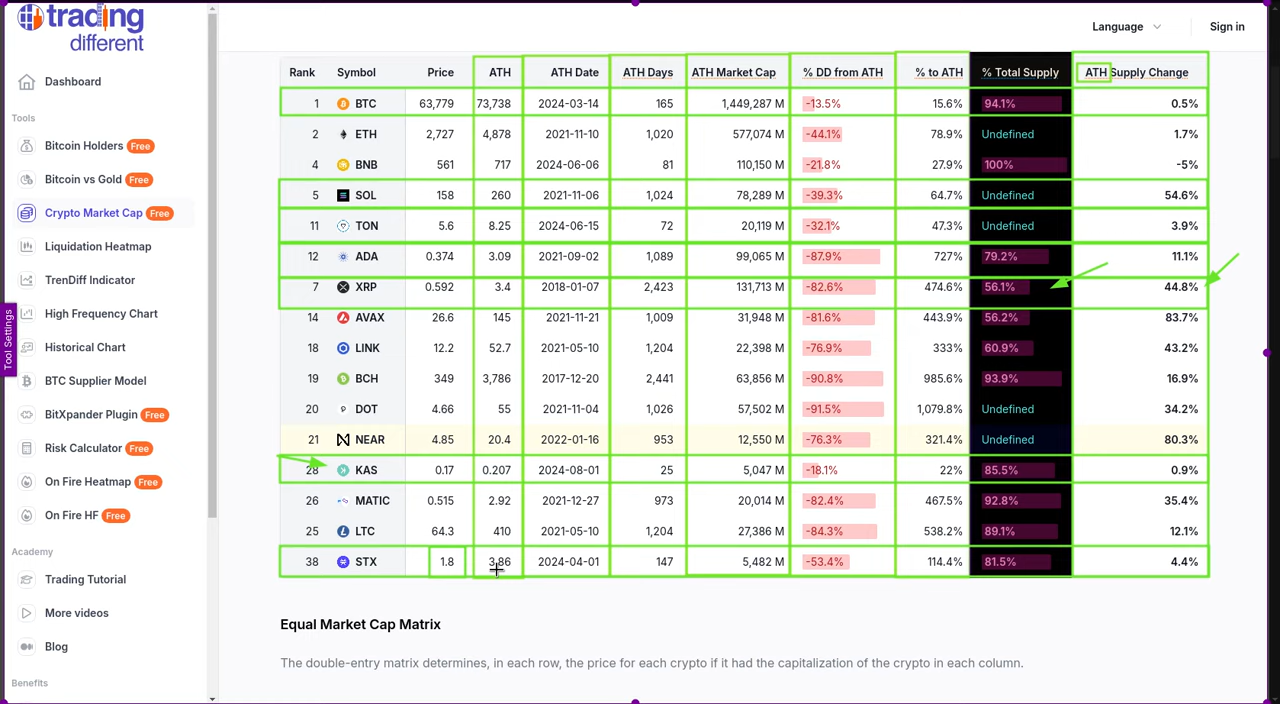 trading
different
Language
Sign in
Dashboard
Tools
Bitcoin Holders Free
Bitcoin vs Gold Free
Crypto Market Cap Free
Liquidation Heatmap
TrenDiff Indicator
High Frequency Chart
Historical Chart
BTC Supplier Model
BitXpander Plugin Free
Risk Calculator Free
On Fire Heatmap Free
On Fire HF Free
Academy
Trading Tutorial
More videos
Blog
Benefits
Tool Settings
Rank Symbol Price ATH ATH Date ATH Days ATH Market Cap % DD from ATH % to ATH % Total Supply ATH Supply Change
1 BTC 63,779 73,738 2024-03-14 165 1,449,287 M -13.5% 15.6% 94.1% 0.5%
2 ETH 2,727 4,878 2021-11-10 1,020 577,074 M -44.1% 78.9% Undefined 1.7%
4 BNB 561 717 2024-06-06 81 110,150 M -21.8% 27.9% 100% -5%
5 SOL 158 260 2021-11-06 1,024 78,289 M -39.3% 64.7% Undefined 54.6%
11 TON 5.6 8.25 2024-06-15 72 20,119 M -32.1% 47.3% Undefined 3.9%
12 ADA 0.374 3.09 2021-09-02 1,089 99,065 M -87.9% 727% 79.2% 11.1%
7 XRP 0.592 3.4 2018-01-07 2,423 131,713 M -82.6% 474.6% 56.1% 44.8%
14 AVAX 26.6 145 2021-11-21 1,009 31,948 M -81.6% 443.9% 56.2% 83.7%
18 LINK 12.2 52.7 2021-05-10 1,204 22,398 M -76.9% 333% 60.9% 43.2%
19 BCH 349 3,786 2017-12-20 2,441 63,856 M -90.8% 985.6% 93.9% 16.9%
20 DOT 4.66 55 2021-11-04 1,026 57,502 M -91.5% 1,079.8% Undefined 34.2%
21 NEAR 4.85 20.4 2022-01-16 953 12,550 M -76.3% 321.4% Undefined 80.3%
28 KAS 0.17 0.207 2024-08-01 25 5,047 M -18.1% 22% 85.5% 0.9%
26 MATIC 0.515 2.92 2021-12-27 973 20,014 M -82.4% 467.5% 92.8% 35.4%
25 LTC 64.3 410 2021-05-10 1,204 27,386 M -84.3% 538.2% 89.1% 12.1%
38 STX 1.8 3.86 2024-04-01 147 5,482 M -53.4% 114.4% 81.5% 4.4%
Equal Market Cap Matrix
The double-entry matrix determines, in each row, the price for each crypto if it had the capitalization of the crypto in each column.